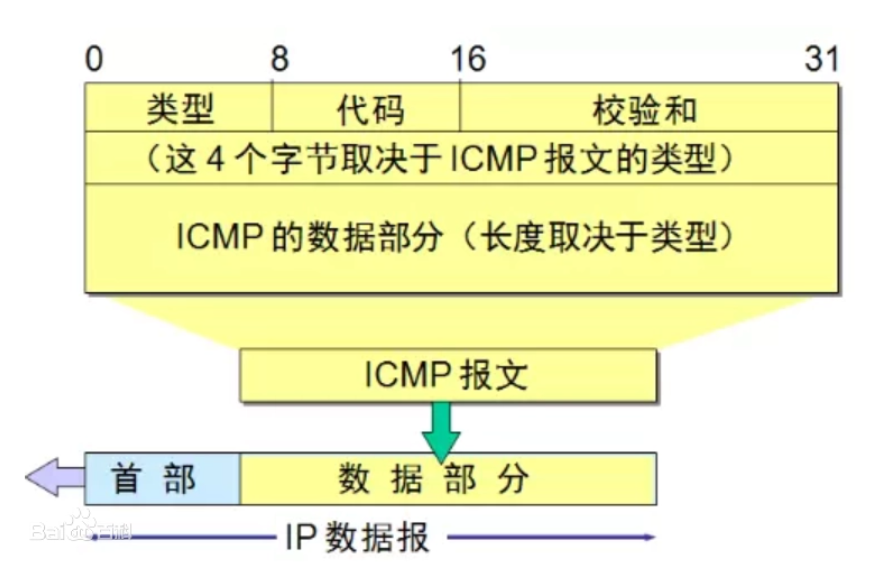 0 8 16 31
类型 代码 校验和
（这 4 个字节取决于 ICMP 报文的类型）
ICMP 的数据部分（长度取决于类型）
ICMP 报文
首 部 数 据 部 分
IP 数据报
Baidu百科